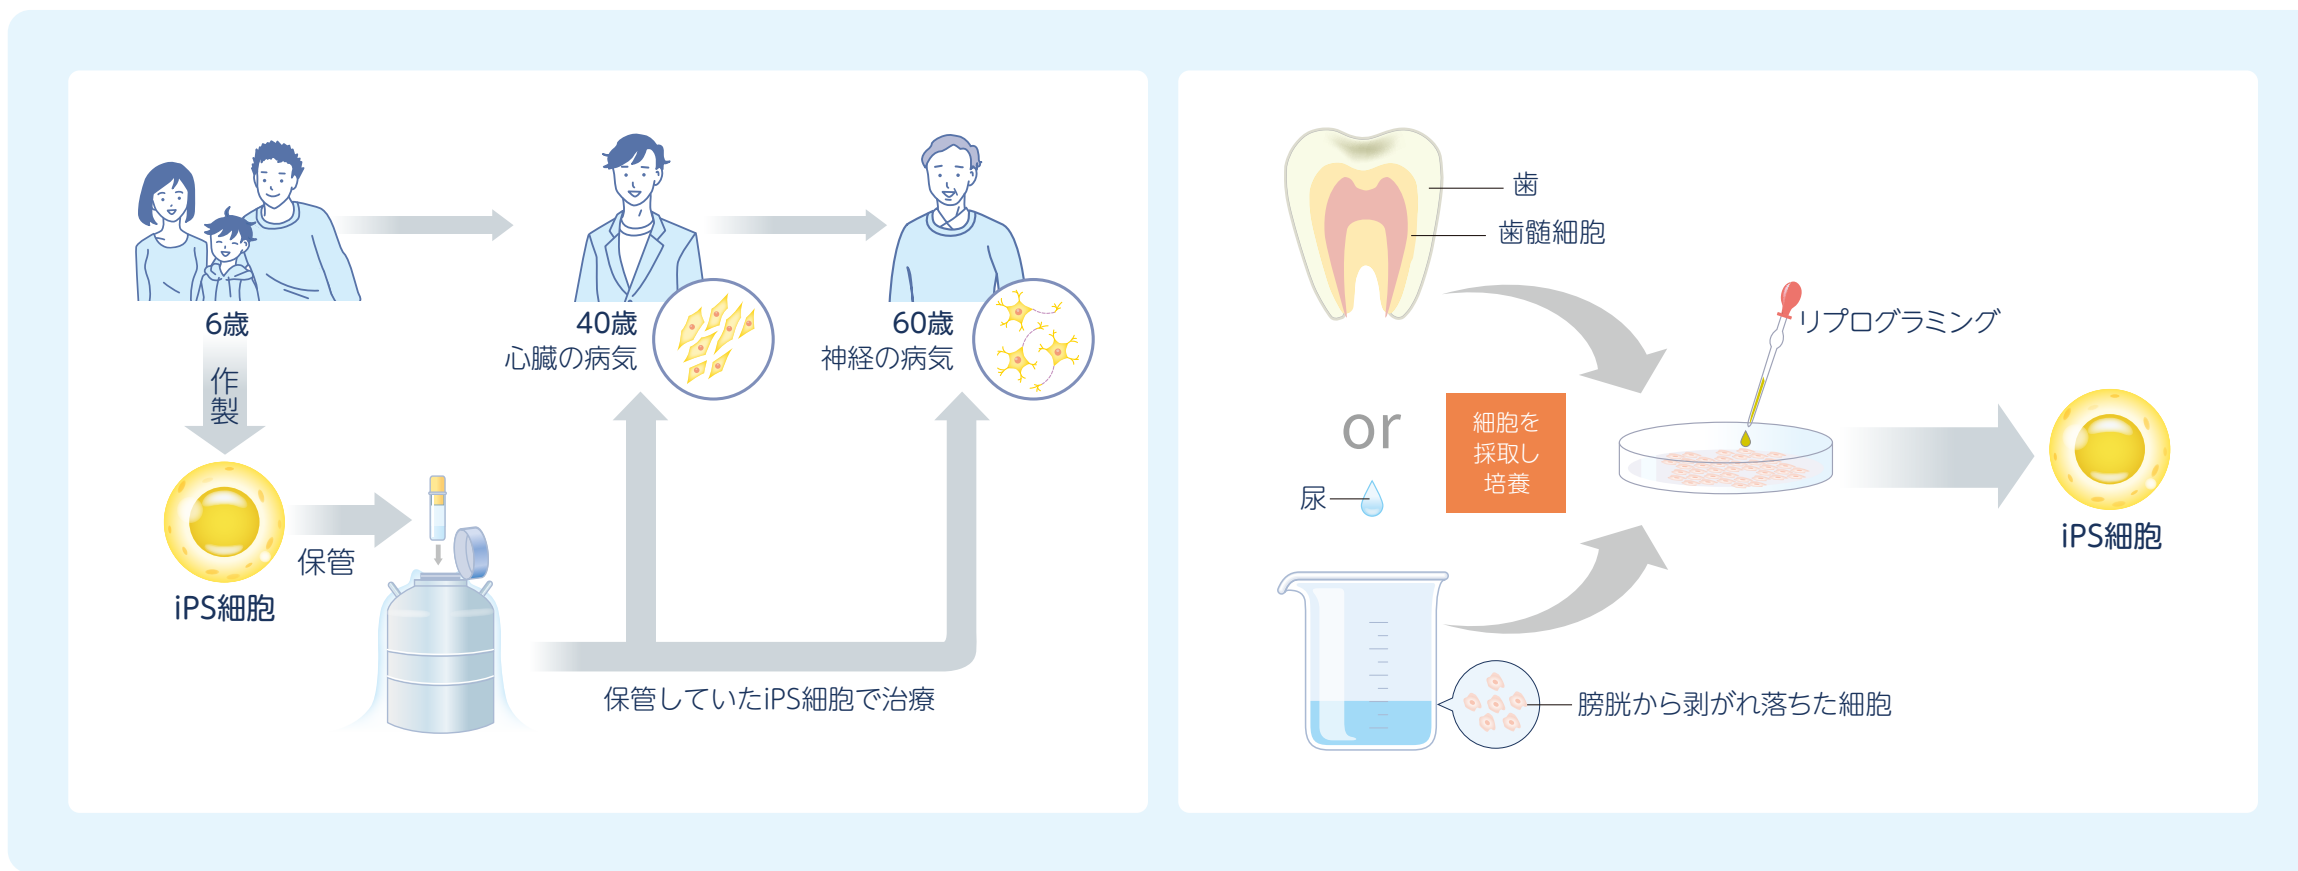 6歳
作
製
iPS細胞
保管
40歳
心臓の病気
60歳
神経の病気
保管していたiPS細胞で治療
歯
歯髄細胞
or
尿
細胞を
採取し
培養
リプログラミング
iPS細胞
膀胱から剥がれ落ちた細胞